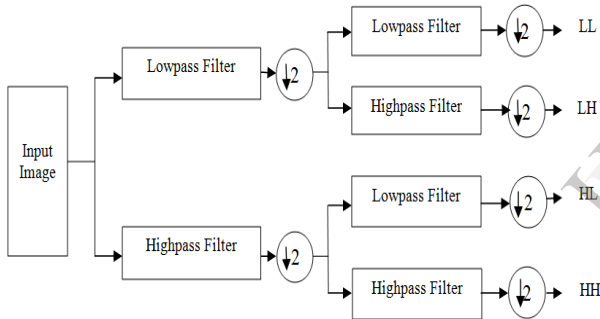 Lowpass Filter
↓2
LL
Lowpass Filter
↓2
Highpass Filter
↓2
LH
Input
Image
Lowpass Filter
↓2
HL
Highpass Filter
↓2
Highpass Filter
↓2
HH